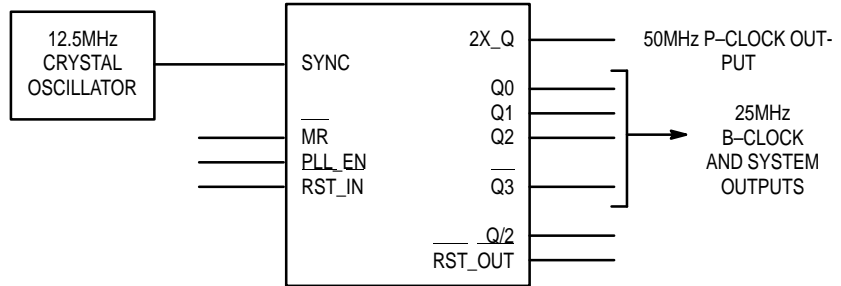 12.5MHz
CRYSTAL
OSCILLATOR
SYNC
MR
PLL_EN
RST_IN
2X_Q
Q0
Q1
Q2
Q3
Q/2
RST_OUT
50MHz P–CLOCK OUT-
PUT
25MHz
B–CLOCK
AND SYSTEM
OUTPUTS